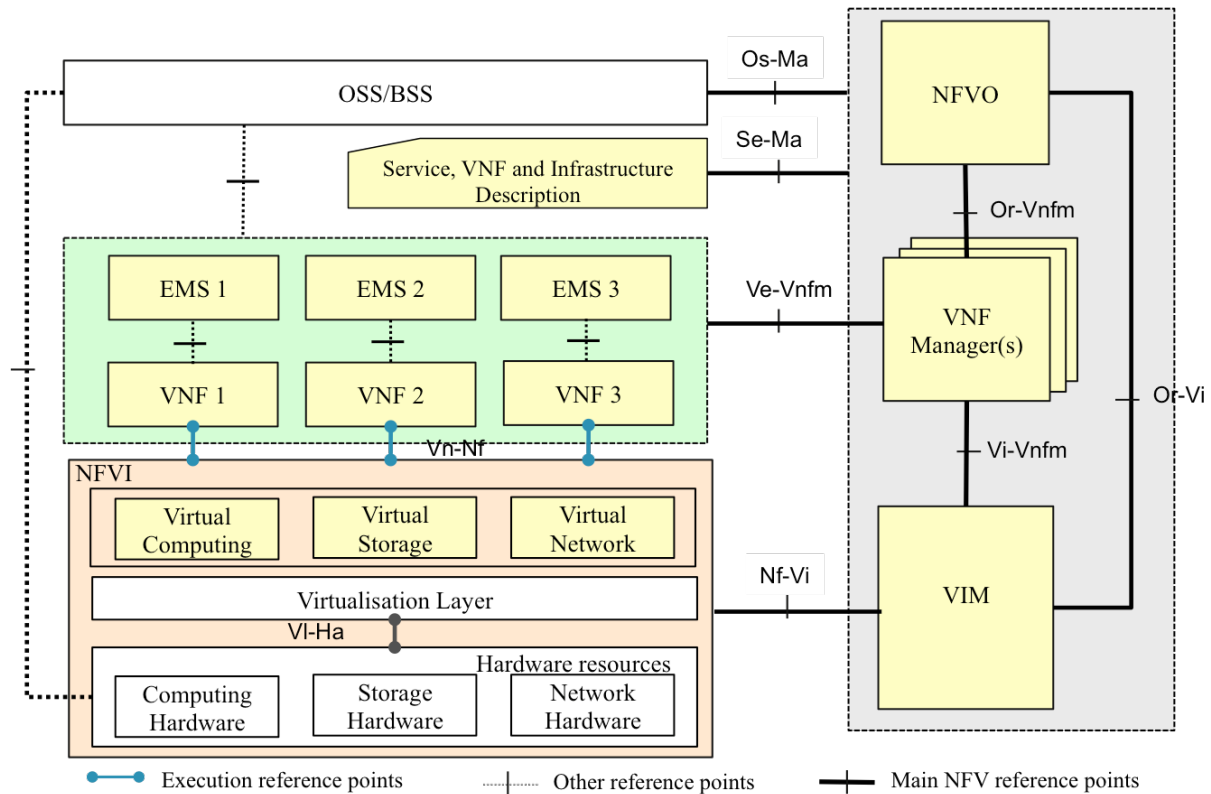 Os-Ma
OSS/BSS
NFVO
Se-Ma
Service, VNF and Infrastructure
Description
Or-Vnfm
EMS 1
EMS 2
EMS 3
Ve-Vnfm
VNF
Manager(s)
VNF 1
VNF 2
VNF 3
Or-Vi
Vn-Nf
Vi-Vnfm
NFVI
Virtual
Computing
Virtual
Storage
Virtual
Network
Nf-Vi
VIM
Virtualisation Layer
Vl-Ha
Hardware resources
Computing
Hardware
Storage
Hardware
Network
Hardware
Execution reference points
Other reference points
Main NFV reference points